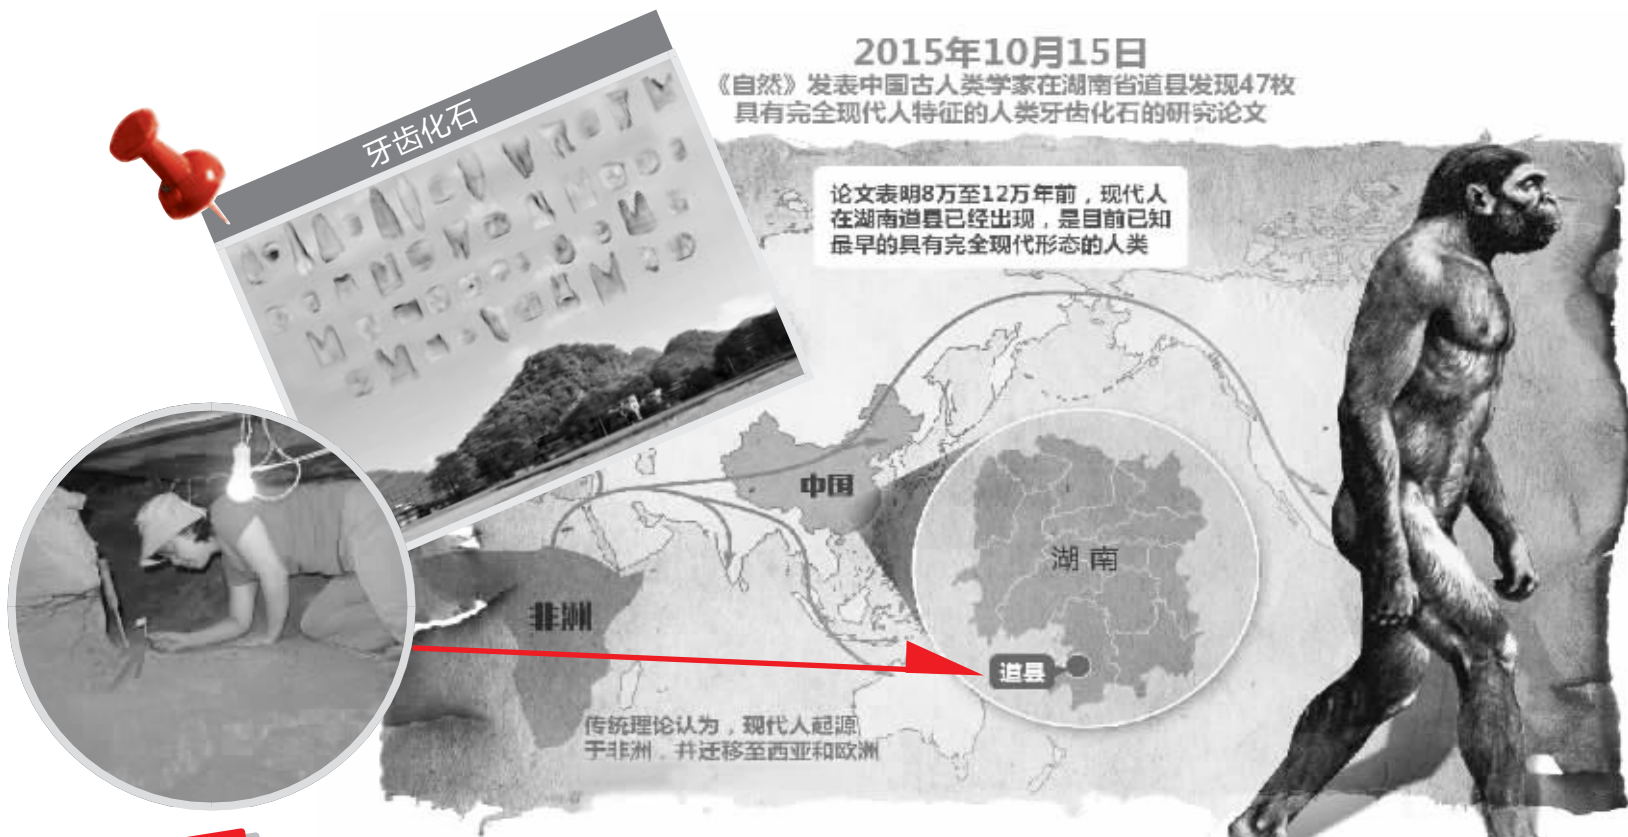 2015年10月15日
《自然》发表中国古人类学家在湖南省道县发现47枚
具有完全现代人特征的人类牙齿化石的研究论文
牙齿化石
论文表明8万至12万年前，现代人
在湖南道县已经出现，是目前已知
最早的具有完全现代形态的人类
中国
湖南
非洲
道县
传统理论认为，现代人起源
于非洲，并迁移至西亚和欧洲